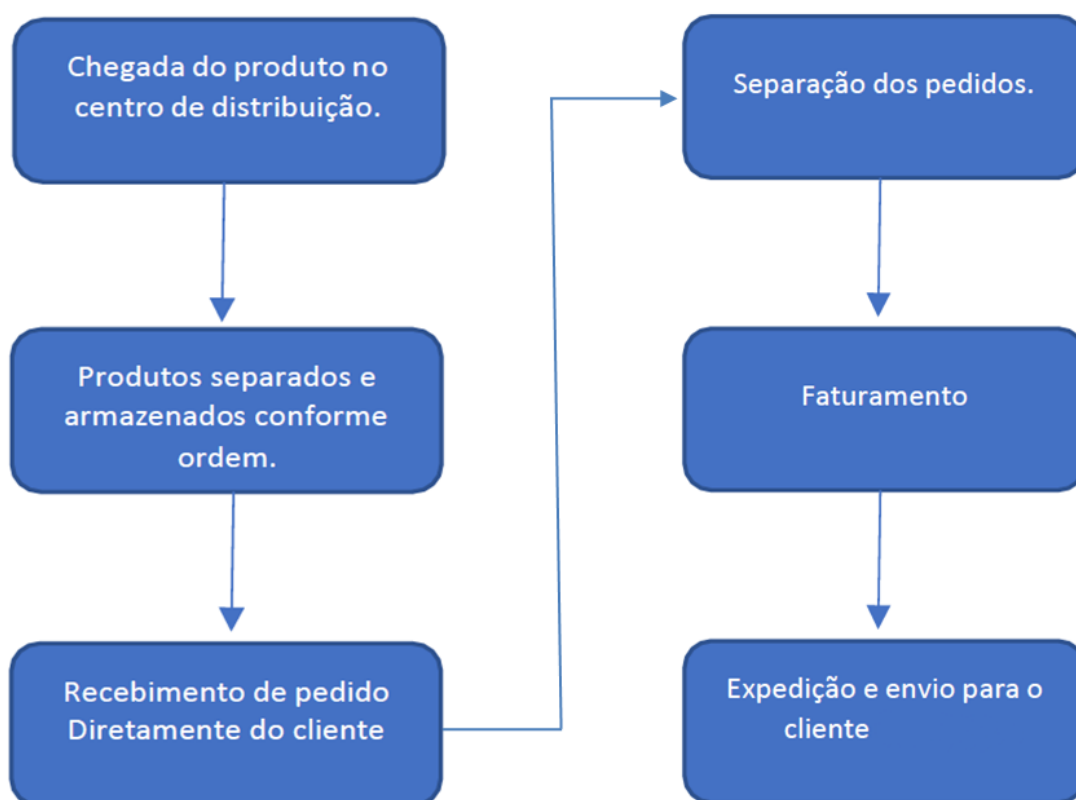 Chegada do produto no
centro de distribuição.
Produtos separados e
armazenados conforme
ordem.
Recebimento de pedido
Diretamente do cliente
Separação dos pedidos.
Faturamento
Expedição e envio para o
cliente